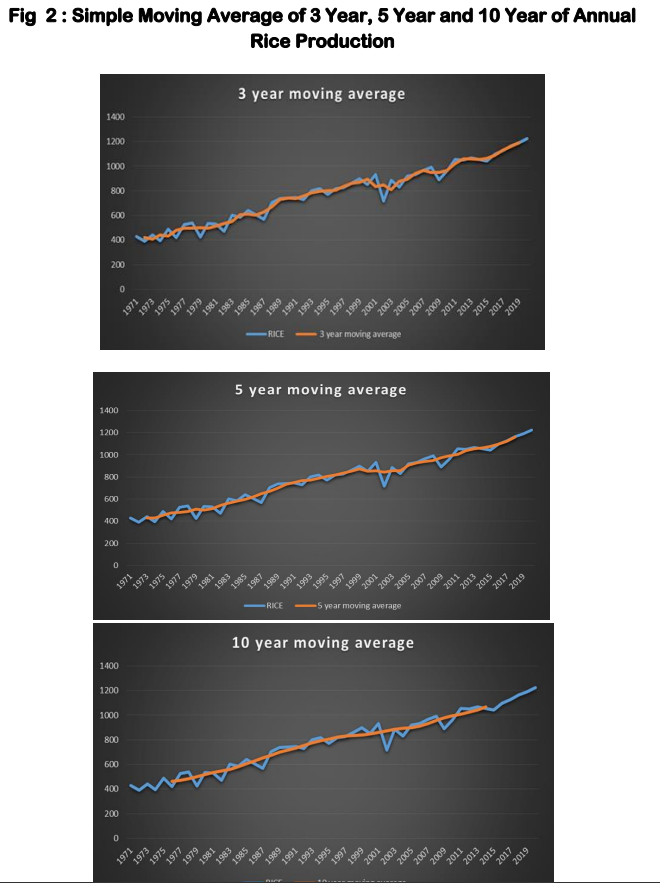 Fig 2 : Simple Moving Average of 3 Year, 5 Year and 10 Year of Annual
Rice Production
3 year moving average
1400
1200
1000
800
600
400
200
0
1971 1973 1975 1977 1979 1981 1983 1985 1987 1989 1991 1993 1995 1997 1999 2001 2003 2005 2007 2009 2011 2013 2015 2017 2019
RICE 3 year moving average
5 year moving average
1400
1200
1000
800
600
400
200
0
1971 1973 1975 1977 1979 1981 1983 1985 1987 1989 1991 1993 1995 1997 1999 2001 2003 2005 2007 2009 2011 2013 2015 2017 2019
RICE 5 year moving average
10 year moving average
1400
1200
1000
800
600
400
200
0
1971 1973 1975 1977 1979 1981 1983 1985 1987 1989 1991 1993 1995 1997 1999 2001 2003 2005 2007 2009 2011 2013 2015 2017 2019